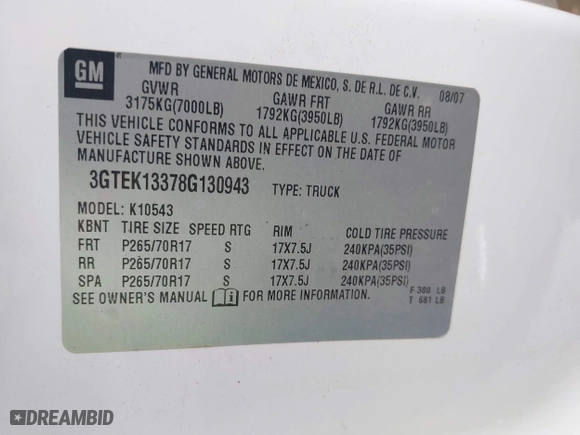 GM
MFD BY GENERAL MOTORS DE MEXICO, S. DE R.L. DE C.V. 08/07
GVWR GAWR FRT GAWR RR
3175KG(7000LB) 1792KG(3950LB) 1792KG(3950LB)
THIS VEHICLE CONFORMS TO ALL APPLICABLE U.S. FEDERAL MOTOR
VEHICLE SAFETY STANDARDS IN EFFECT ON THE DATE OF
MANUFACTURE SHOWN ABOVE.
3GTEK13378G130943 TYPE: TRUCK
MODEL: K10543
KBNT TIRE SIZE SPEED RTG RIM COLD TIRE PRESSURE
FRT P265/70R17 S 17X7.5J 240KPA(35PSI)
RR P265/70R17 S 17X7.5J 240KPA(35PSI)
SPA P265/70R17 S 17X7.5J 240KPA(35PSI)
SEE OWNER'S MANUAL FOR MORE INFORMATION.
F 380 LB
T 681 LB
DREAMBID